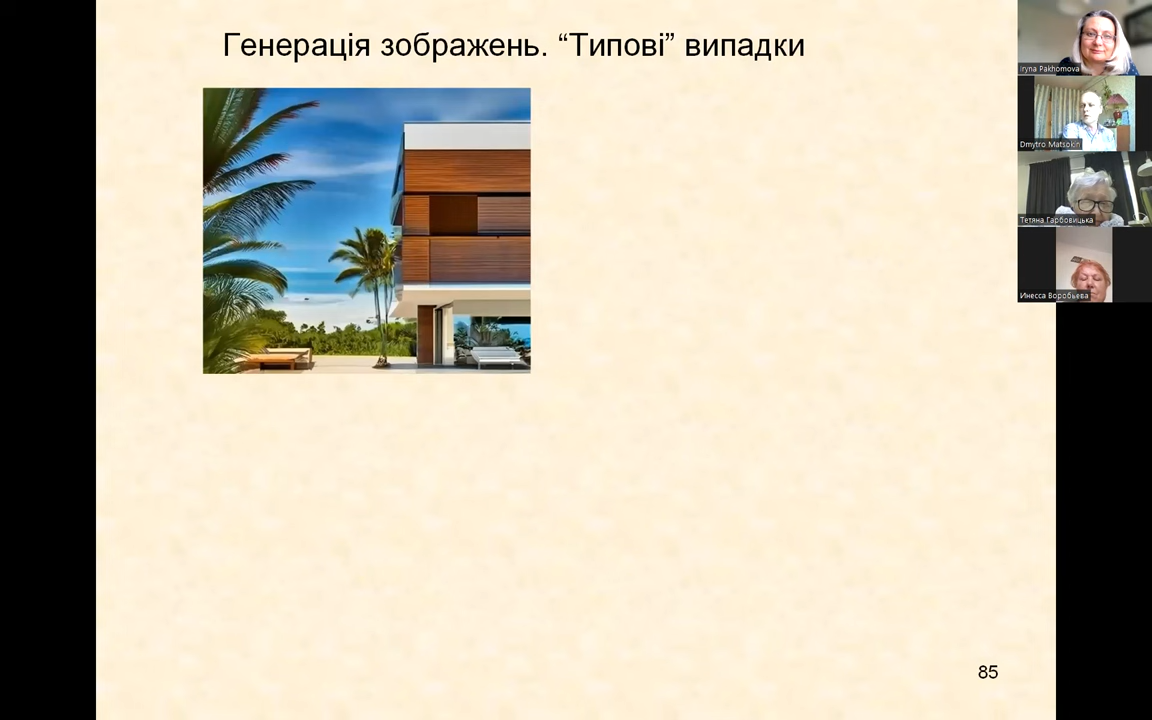 Генерація зображень. “Типові” випадки
Iryna Pakhomova
Dmytro Matsokin
Тетяна Гарбовицька
Инесса Воробьева
85